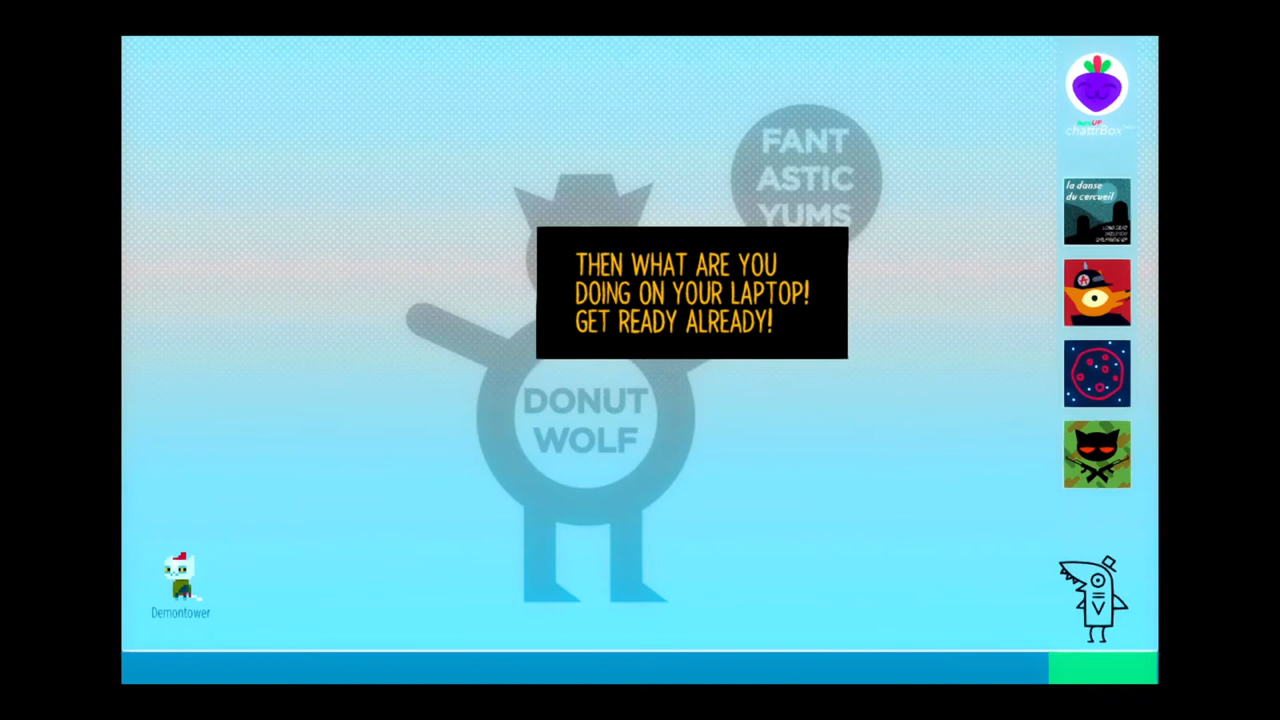 FANT
ASTIC
YUMS
chattrBox
la danse
du cercueil
THEN WHAT ARE YOU
DOING ON YOUR LAPTOP!
GET READY ALREADY!
DONUT
WOLF
Demontower